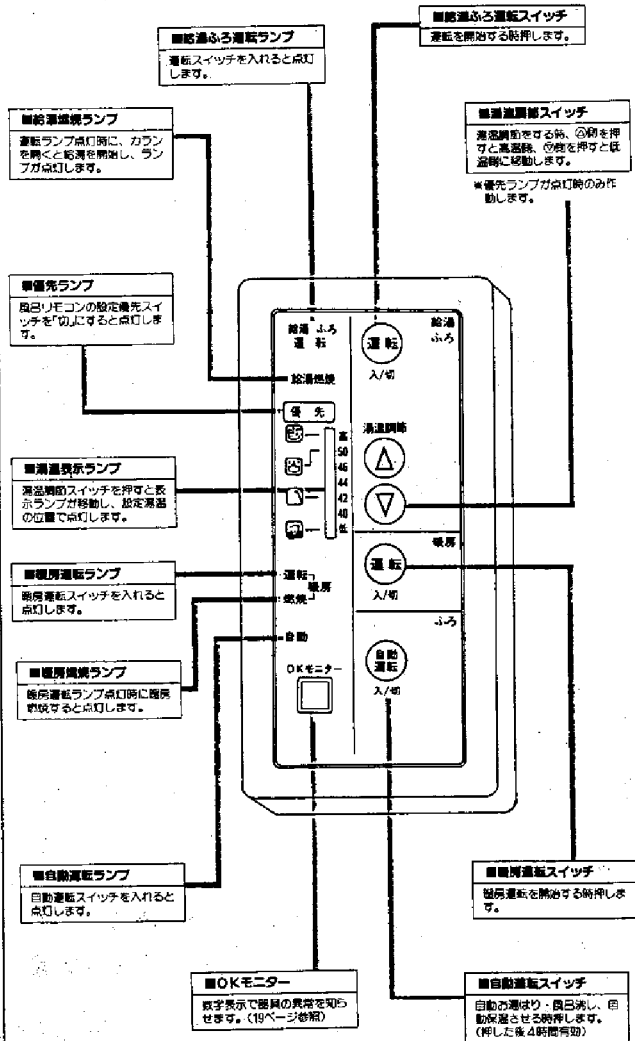 ■給湯ふろ運転スイッチ
運転を開始する時押します。
■給湯ふろ運転ランプ
運転スイッチを入れると点灯
します。
■給湯燃焼ランプ
運転ランプ点灯時に、カラン
を開くと給湯を開始し、ラン
プが点灯します。
■湯温調節スイッチ
湯温調節をする時、△側を押
すと高温側、▽側を押すと低
温側に移動します。
※優先ランプが点灯時のみ作
動します。
■優先ランプ
風呂リモコンの設定優先スイ
ッチを「切」にすると点灯しま
す。
給湯 ふろ
運 転
給湯燃焼
優 先
高
50
46
44
42
40
低
運転
燃焼
暖房
自動
OKモニター
給湯
ふろ
運 転
入/切
湯温調節
△
▽
暖房
運 転
入/切
ふろ
自動
運転
入/切
■湯温表示ランプ
湯温調節スイッチを押すと表
示ランプが移動し、設定湯温
の位置で点灯します。
■暖房運転ランプ
暖房運転スイッチを入れると
点灯します。
■暖房燃焼ランプ
暖房運転ランプ点灯時に暖房
燃焼すると点灯します。
■自動運転ランプ
自動運転スイッチを入れると
点灯します。
■暖房運転スイッチ
暖房運転を開始する時押しま
す。
■OKモニター
数字表示で器具の異常を知ら
せます。(19ページ参照)
■自動運転スイッチ
自動お湯はり・風呂沸し、自
動保温させる時押します。
(押した後4時間有効)